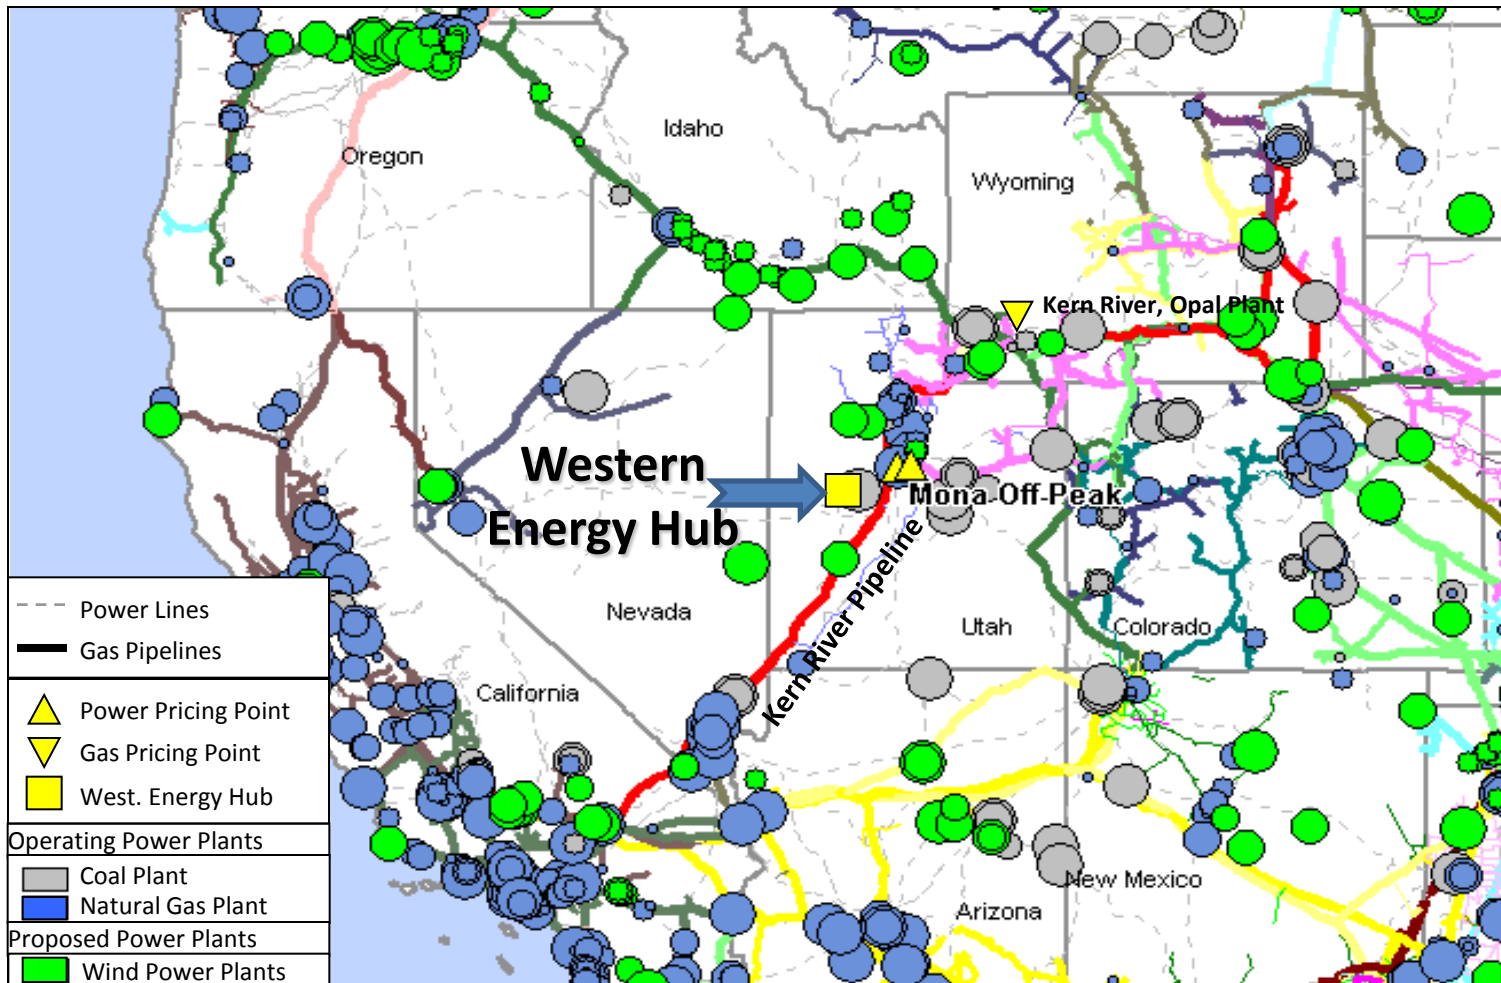 Idaho
Oregon
Wyoming
Kern River, Opal Plant
Western
Energy Hub
Mona Off-Peak
Kern River Pipeline
Nevada
Utah
Colorado
California
Arizona
New Mexico
Power Lines
Gas Pipelines
Power Pricing Point
Gas Pricing Point
West. Energy Hub
Operating Power Plants
Coal Plant
Natural Gas Plant
Proposed Power Plants
Wind Power Plants